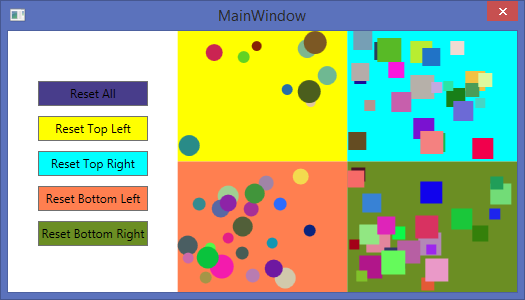 MainWindow
Reset All
Reset Top Left
Reset Top Right
Reset Bottom Left
Reset Bottom Right